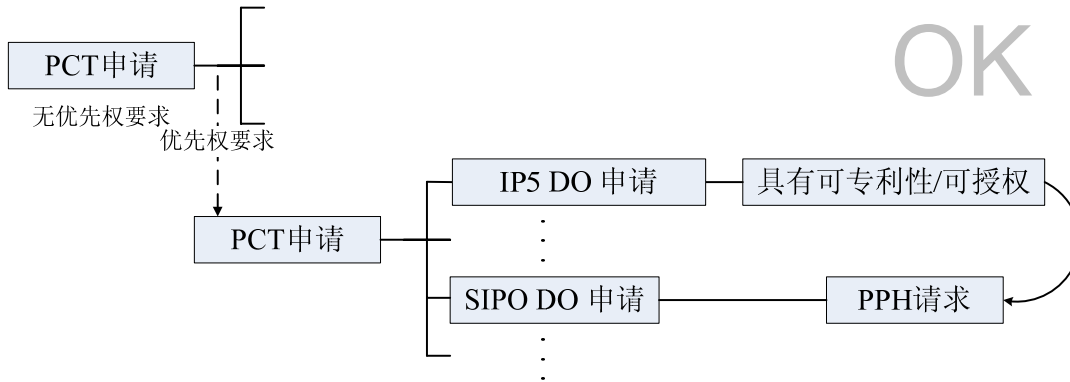 OK
PCT申请
无优先权要求
优先权要求
IP5 DO 申请
具有可专利性/可授权
PCT申请
SIPO DO 申请
PPH请求